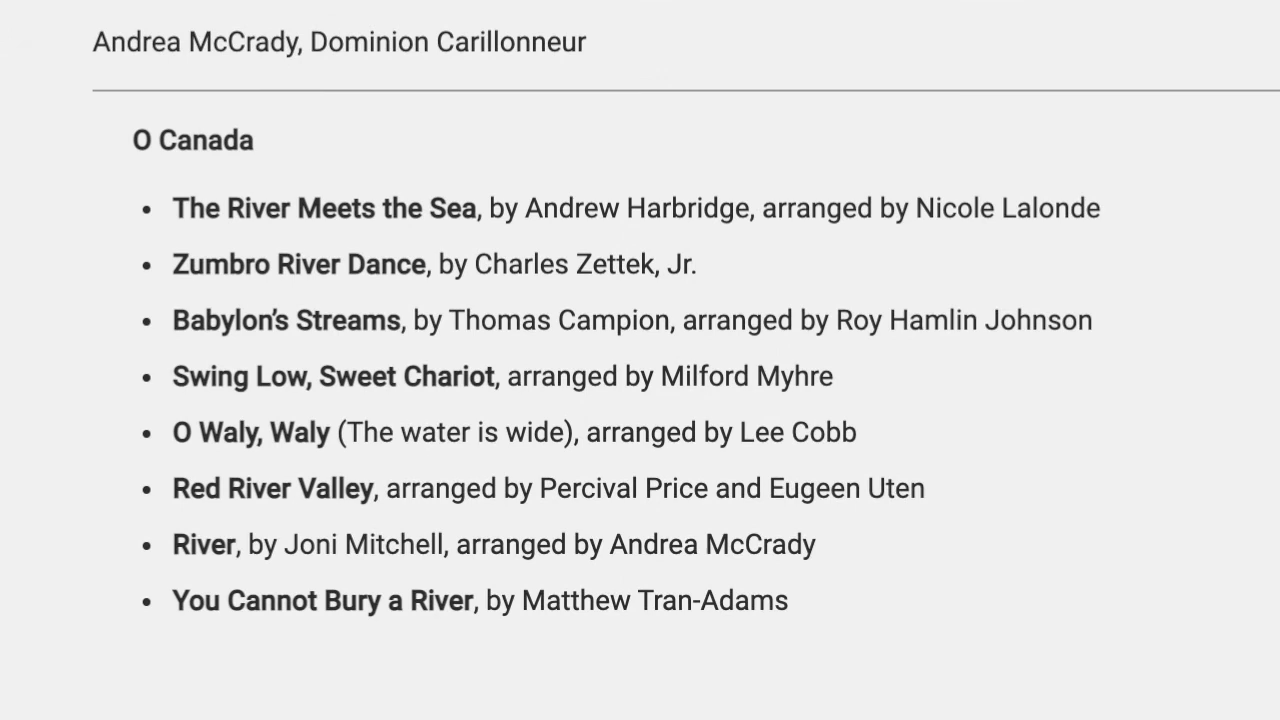 Andrea McCrady, Dominion Carillonneur
O Canada
• The River Meets the Sea, by Andrew Harbridge, arranged by Nicole Lalonde
• Zumbro River Dance, by Charles Zettek, Jr.
• Babylon’s Streams, by Thomas Campion, arranged by Roy Hamlin Johnson
• Swing Low, Sweet Chariot, arranged by Milford Myhre
• O Waly, Waly (The water is wide), arranged by Lee Cobb
• Red River Valley, arranged by Percival Price and Eugeen Uten
• River, by Joni Mitchell, arranged by Andrea McCrady
• You Cannot Bury a River, by Matthew Tran-Adams